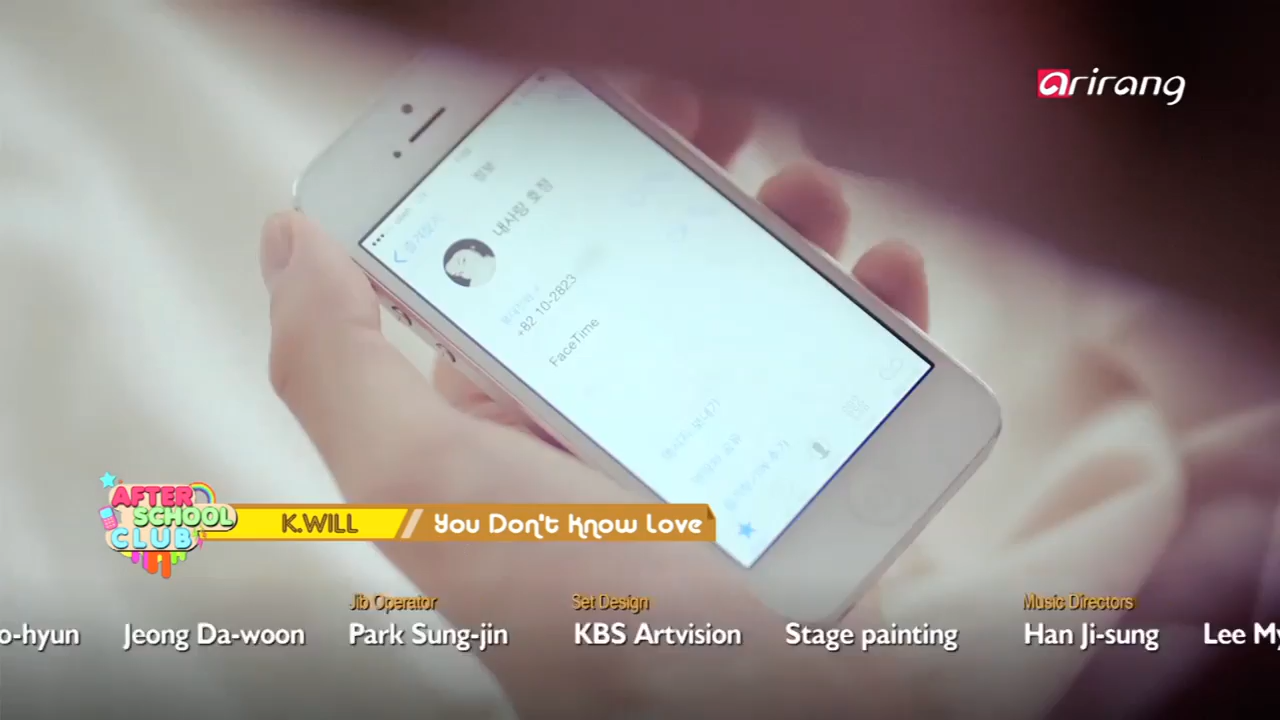 arirang
정보
내사랑 호정
+82 10-2823
FaceTime
AFTER
SCHOOL
CLUB
K.WILL
You Don't Know Love
Jib Operator
Set Design
Music Directors
o-hyun
Jeong Da-woon
Park Sung-jin
KBS Artvision
Stage painting
Han Ji-sung
Lee My